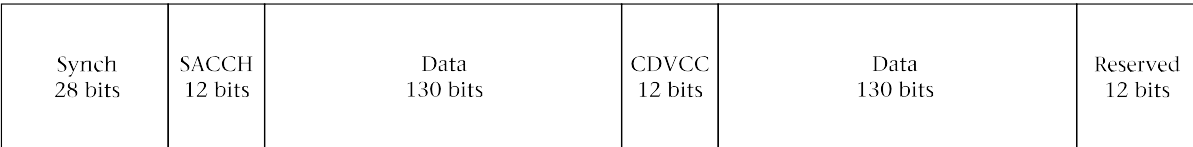 Synch
28 bits
SACCH
12 bits
Data
130 bits
CDVCC
12 bits
Data
130 bits
Reserved
12 bits